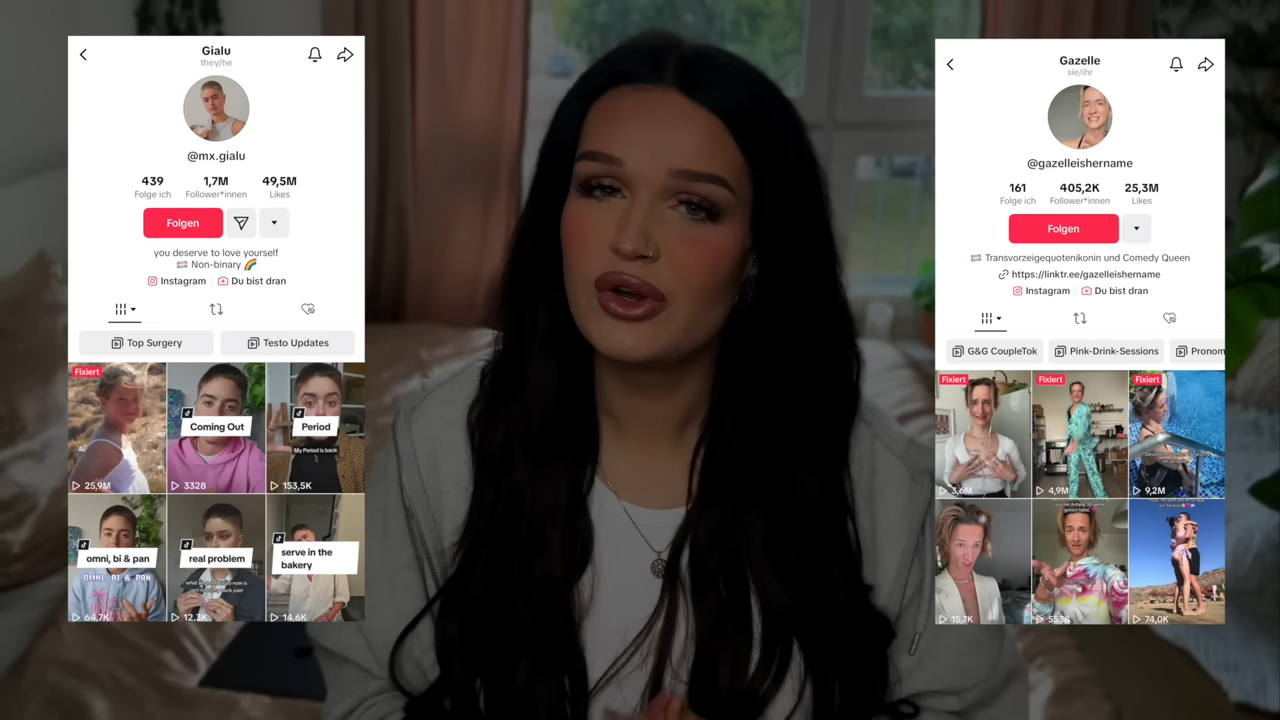 Gialu
they/he
@mx.gialu
439
1,7M
49,5M
Folge ich
Follower*innen
Likes
Folgen
you deserve to love yourself
🏳️‍⚧️ Non-binary 🏳️‍🌈
Instagram
Du bist dran
Top Surgery
Testo Updates
Fixiert
25,9M
Coming Out
3328
Period
My Period is back
153,5K
omni, bi & pan
OMNI, BI & PAN
64,7K
real problem
12,3K
serve in the
bakery
14,6K
Gazelle
sie/ihr
@gazelleishername
161
405,2K
25,3M
Folge ich
Follower*innen
Likes
Folgen
🏳️‍⚧️ Transvorzeigequotenikonin und Comedy Queen
https://linktr.ee/gazelleishername
Instagram
Du bist dran
G&G CoupleTok
Pink-Drink-Sessions
Pronom
Fixiert
3,6M
Fixiert
4,9M
Fixiert
9,2M
15,7K
5538
74,0K